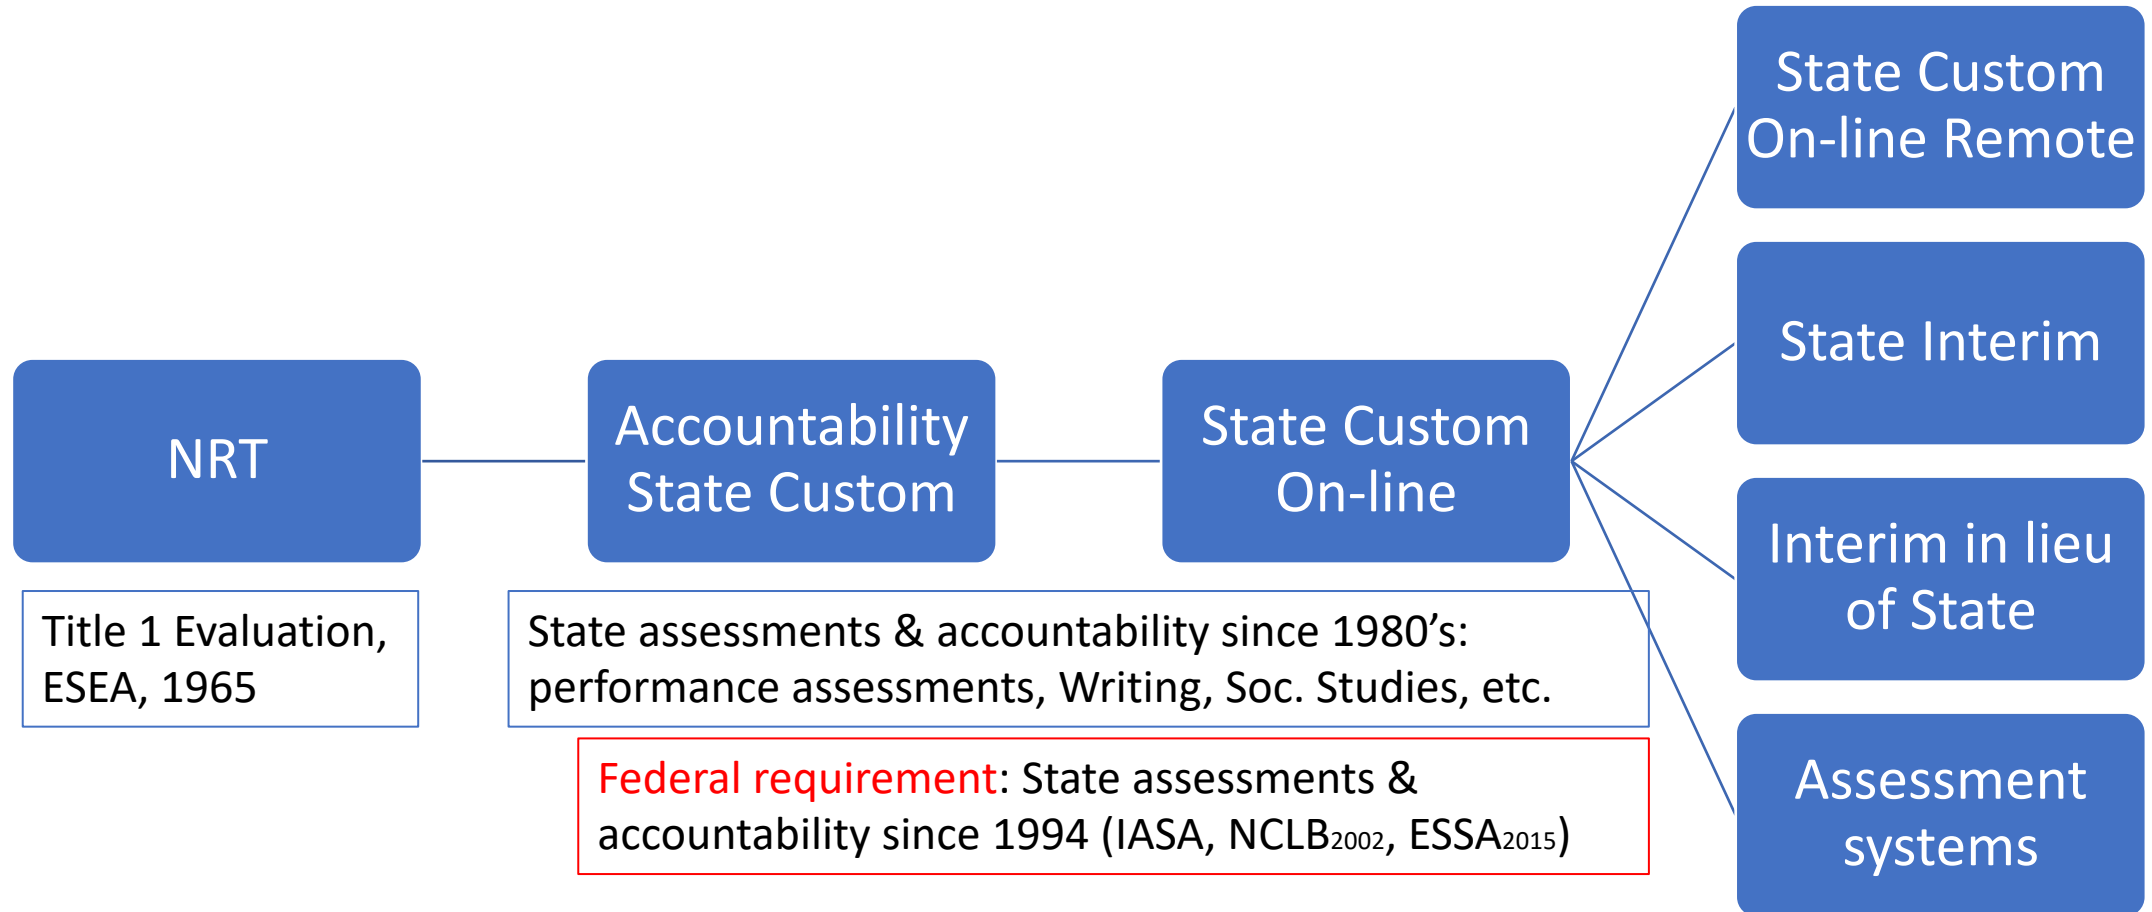 NRT
Title 1 Evaluation,
ESEA, 1965
Accountability
State Custom
State Custom
On-line
State assessments & accountability since 1980’s:
performance assessments, Writing, Soc. Studies, etc.
Federal requirement: State assessments &
accountability since 1994 (IASA, NCLB2002, ESSA2015)
State Custom
On-line Remote
State Interim
Interim in lieu
of State
Assessment
systems